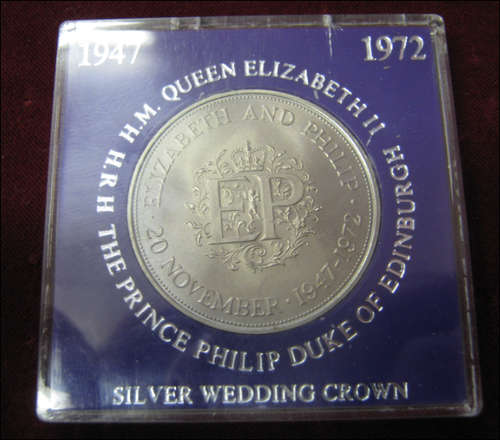 1947 1972
H.M. QUEEN ELIZABETH II
H.R.H THE PRINCE PHILIP DUKE OF EDINBURGH
ELIZABETH AND PHILIP
EP
20 NOVEMBER · 1947-1972
SILVER WEDDING CROWN